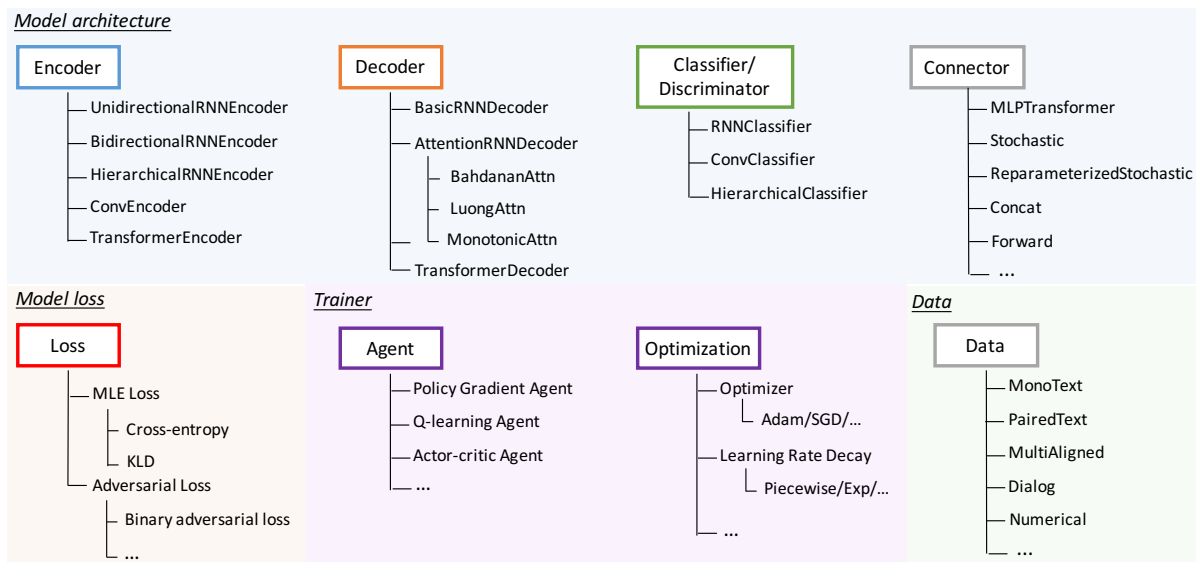 Model architecture
Encoder
UnidirectionalRNNEncoder
BidirectionalRNNEncoder
HierarchicalRNNEncoder
ConvEncoder
TransformerEncoder
Decoder
BasicRNNDecoder
AttentionRNNDecoder
BahdananAttn
LuongAttn
MonotonicAttn
TransformerDecoder
Classifier/
Discriminator
RNNClassifier
ConvClassifier
HierarchicalClassifier
Connector
MLPTransformer
Stochastic
ReparameterizedStochastic
Concat
Forward
...
Model loss
Loss
MLE Loss
Cross-entropy
KLD
Adversarial Loss
Binary adversarial loss
...
Trainer
Agent
Policy Gradient Agent
Q-learning Agent
Actor-critic Agent
...
Optimization
Optimizer
Adam/SGD/...
Learning Rate Decay
Piecewise/Exp/...
...
Data
Data
MonoText
PairedText
MultiAligned
Dialog
Numerical
...